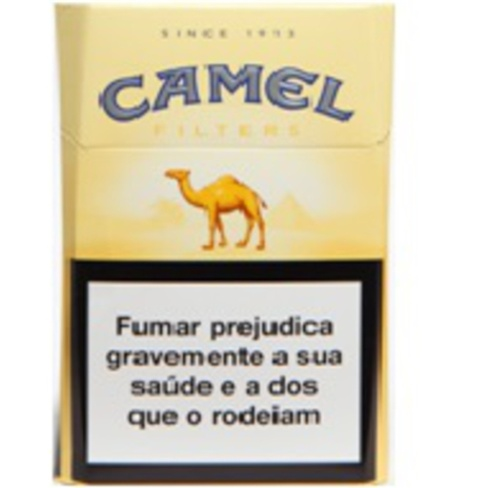 SINCE 1913
CAMEL
FILTERS
Fumar prejudica
gravemente a sua
saúde e a dos
que o rodeiam